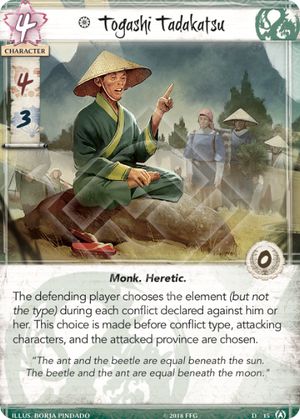 4
CHARACTER
Togashi Tadakatsu
4
3
0
Monk. Heretic.
The defending player chooses the element (but not
the type) during each conflict declared against him or
her. This choice is made before conflict type, attacking
characters, and the attacked province are chosen.
“The ant and the beetle are equal beneath the sun.
The beetle and the ant are equal beneath the moon.”
ILLUS. BORJA PINDADO
©2018 FFG
D 15